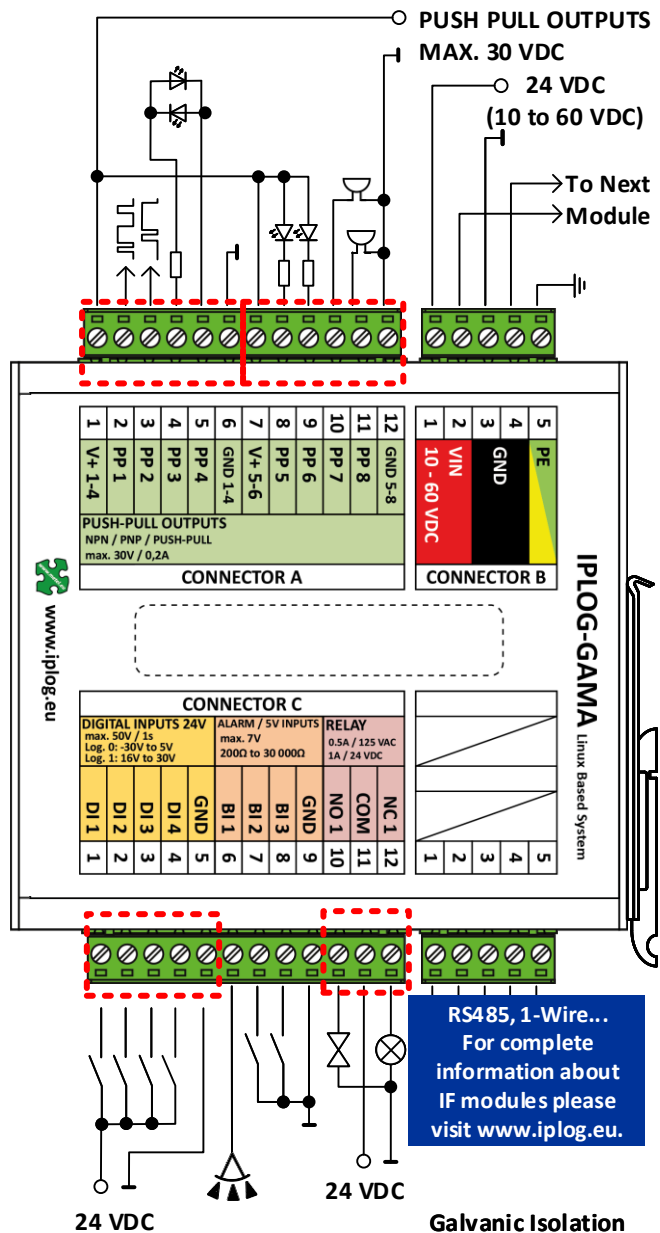 PUSH PULL OUTPUTS
MAX. 30 VDC
24 VDC
(10 to 60 VDC)
To Next
Module
1 2 3 4 5 6 7 8 9 10 11 12
V+ 1-4
PP 1
PP 2
PP 3
PP 4
GND 1-4
V+ 5-6
PP 5
PP 6
PP 7
PP 8
GND 5-8
PUSH-PULL OUTPUTS
NPN / PNP / PUSH-PULL
max. 30V / 0,2A
CONNECTOR A
1 2 3 4 5
10 - 60 VDC
VIN
GND
PE
CONNECTOR B
www.iplog.eu
IPLOG-GAMA Linux Based System
CONNECTOR C
DIGITAL INPUTS 24V
max. 50V / 1s
Log. 0: -30V to 5V
Log. 1: 16V to 30V
ALARM / 5V INPUTS
max. 7V
200Ω to 30 000Ω
RELAY
0.5A / 125 VAC
1A / 24 VDC
DI 1
DI 2
DI 3
DI 4
GND
BI 1
BI 2
BI 3
GND
NO 1
COM
NC 1
1 2 3 4 5 6 7 8 9 10 11 12
1 2 3 4 5
RS485, 1-Wire...
For complete
information about
IF modules please
visit www.iplog.eu.
24 VDC
24 VDC
Galvanic Isolation